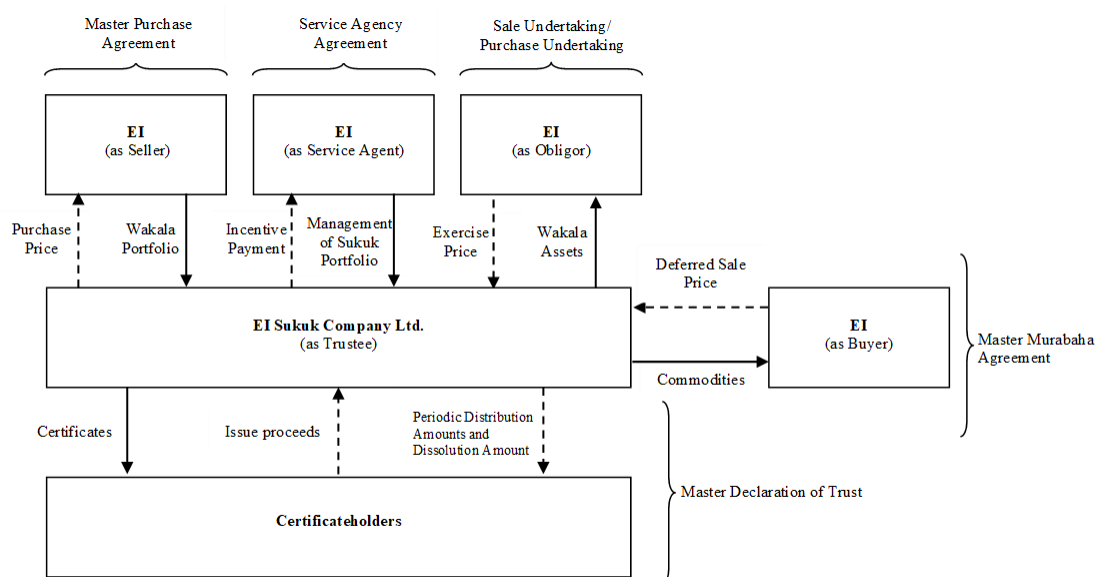 Master Purchase
Agreement
Service Agency
Agreement
Sale Undertaking/
Purchase Undertaking
EI
(as Seller)
EI
(as Service Agent)
EI
(as Obligor)
Purchase
Price
Wakala
Portfolio
Incentive
Payment
Management
of Sukuk
Portfolio
Exercise
Price
Wakala
Assets
Deferred Sale
Price
EI Sukuk Company Ltd.
(as Trustee)
EI
(as Buyer)
Master Murabaha
Agreement
Commodities
Certificates
Issue proceeds
Periodic Distribution
Amounts and
Dissolution Amount
Master Declaration of Trust
Certificateholders